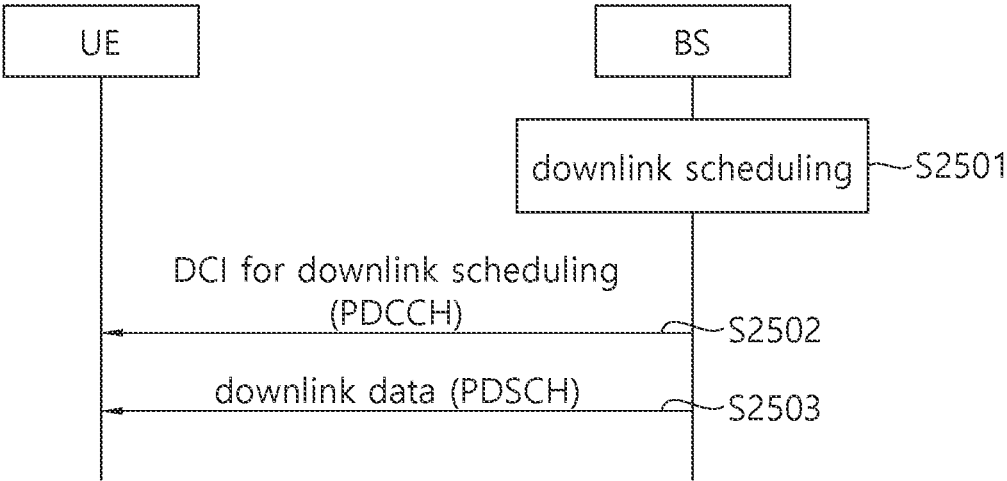 UE
BS
downlink scheduling
S2501
DCI for downlink scheduling
(PDCCH)
S2502
downlink data (PDSCH)
S2503